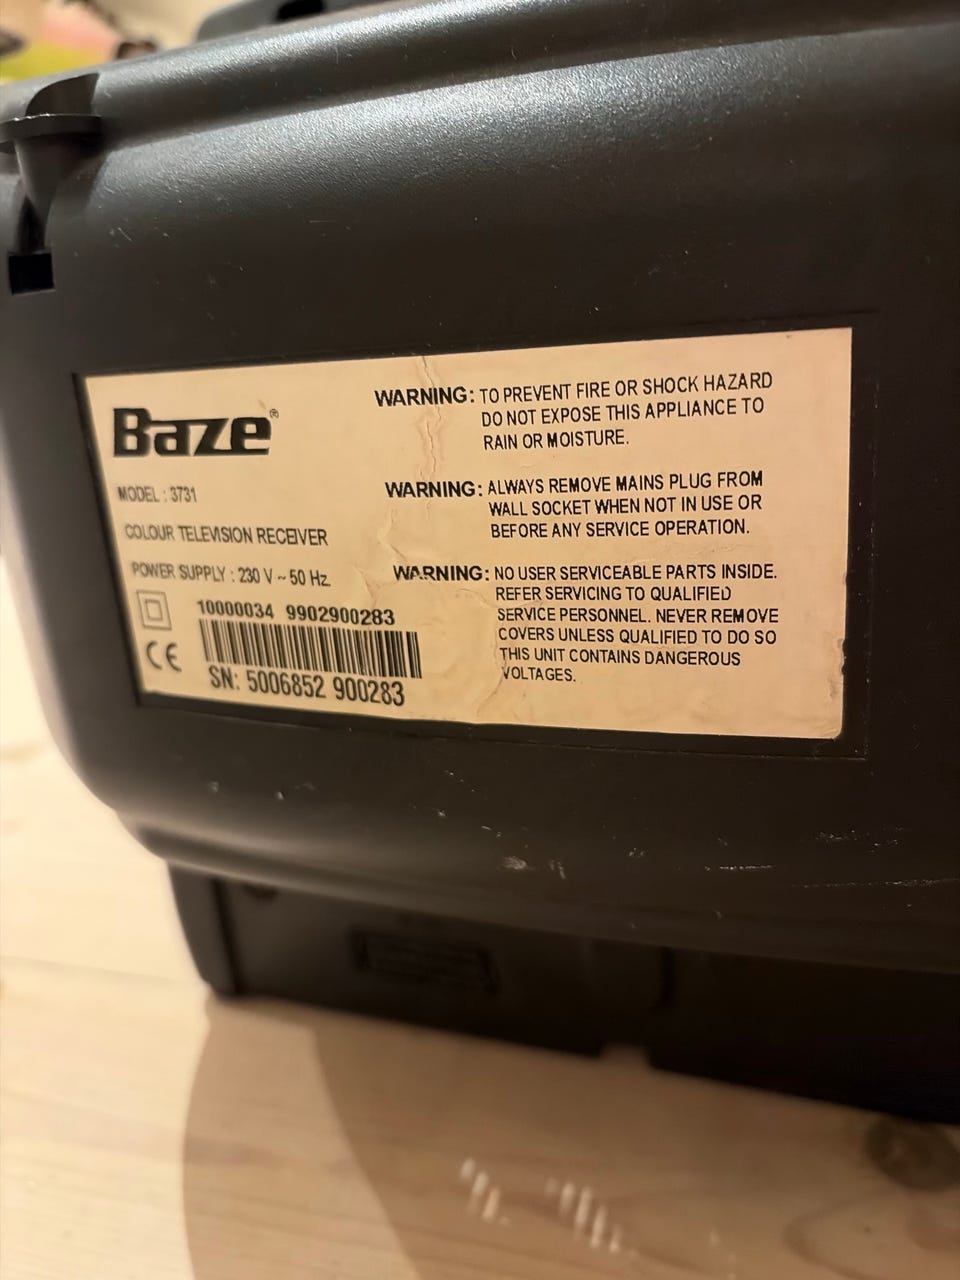 Baze®
MODEL : 3731
COLOUR TELEVISION RECEIVER
POWER SUPPLY : 230 V ~ 50 Hz.
10000034 9902900283
CE
SN: 5006852 900283
WARNING: TO PREVENT FIRE OR SHOCK HAZARD
DO NOT EXPOSE THIS APPLIANCE TO
RAIN OR MOISTURE.
WARNING: ALWAYS REMOVE MAINS PLUG FROM
WALL SOCKET WHEN NOT IN USE OR
BEFORE ANY SERVICE OPERATION.
WARNING: NO USER SERVICEABLE PARTS INSIDE.
REFER SERVICING TO QUALIFIED
SERVICE PERSONNEL. NEVER REMOVE
COVERS UNLESS QUALIFIED TO DO SO
THIS UNIT CONTAINS DANGEROUS
VOLTAGES.